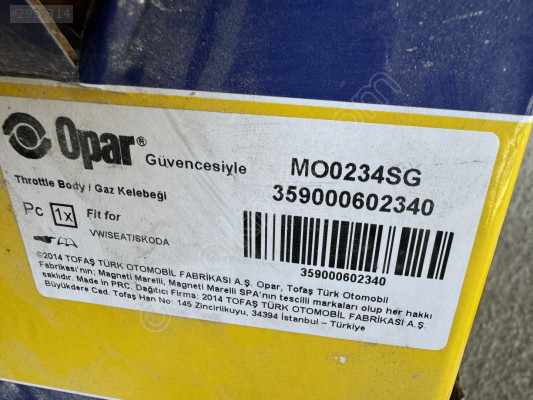 Opar® Güvencesiyle
MO0234SG
359000602340
Throttle Body / Gaz Kelebeği
Pc 1x Fit for
VW\SEAT\SKODA
359000602340
©2014 TOFAŞ TÜRK OTOMOBİL FABRİKASI A.Ş. Opar, Tofaş Türk Otomobil
Fabrikası'nın; Magneti Marelli, Magneti Marelli SPA'nın tescilli markaları olup her hakkı
saklıdır. Made in PRC. Dağıtıcı Firma: 2014 TOFAŞ TÜRK OTOMOBİL FABRİKASI A.Ş.
Büyükdere Cad. Tofaş Han No: 145 Zincirlikuyu, 34394 İstanbul – Türkiye